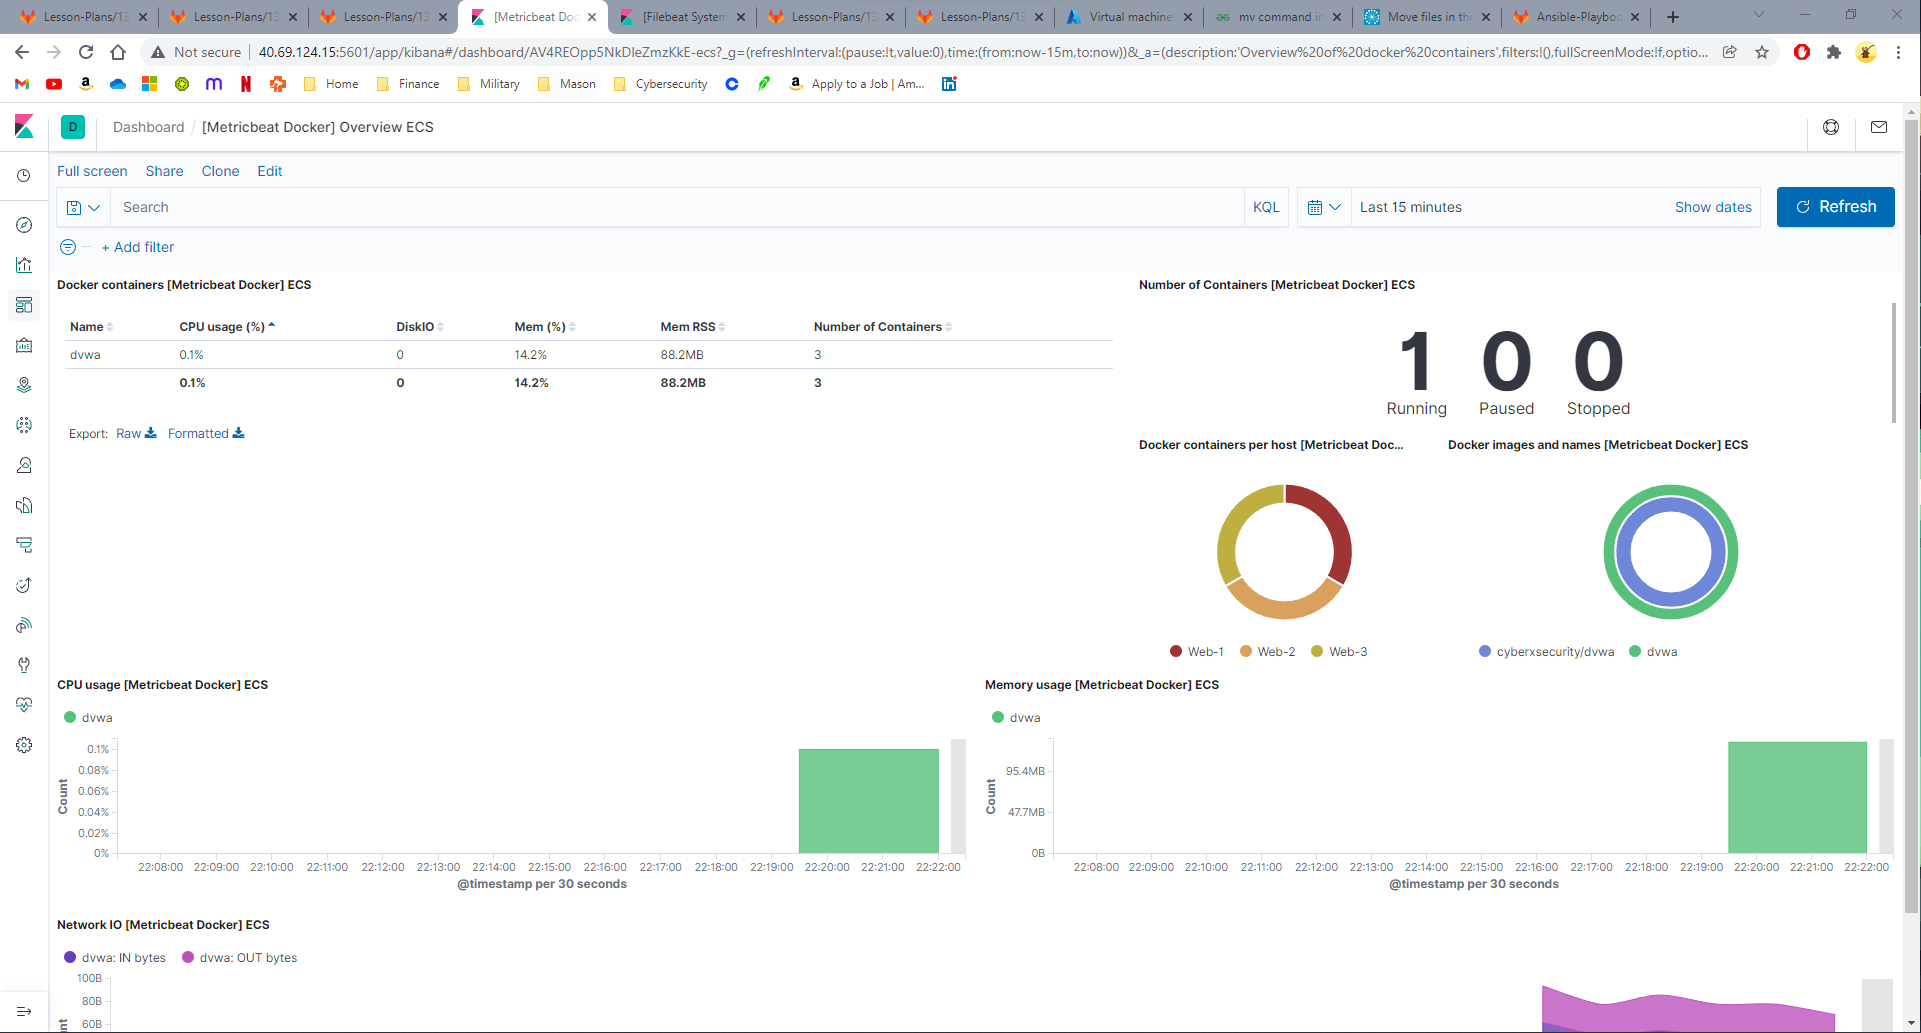 Lesson-Plans/13
Lesson-Plans/13
Lesson-Plans/13
[Metricbeat Doc
[Filebeat System
Lesson-Plans/13
Lesson-Plans/13
Virtual machine
mv command in
Move files in th
Ansible-Playboo
Not secure
40.69.124.15:5601/app/kibana#/dashboard/AV4REOpp5NkDleZmzKkE-ecs?_g=(refreshInterval:(pause:!t,value:0),time:(from:now-15m,to:now))&_a=(description:'Overview%20of%20docker%20containers',filters:!(),fullScreenMode:!f,optio...
Home
Finance
Military
Mason
Cybersecurity
Apply to a Job | Am...
D
Dashboard / [Metricbeat Docker] Overview ECS
Full screen Share Clone Edit
Search
KQL
Last 15 minutes
Show dates
Refresh
+ Add filter
Docker containers [Metricbeat Docker] ECS
Name CPU usage (%) DiskIO Mem (%) Mem RSS Number of Containers
dvwa 0.1% 0 14.2% 88.2MB 3
0.1% 0 14.2% 88.2MB 3
Export: Raw Formatted
Number of Containers [Metricbeat Docker] ECS
1 0 0
Running Paused Stopped
Docker containers per host [Metricbeat Doc...
Web-1 Web-2 Web-3
Docker images and names [Metricbeat Docker] ECS
cyberxsecurity/dvwa dvwa
CPU usage [Metricbeat Docker] ECS
dvwa
0.1%
0.08%
0.06%
0.04%
0.02%
0%
Count
22:08:00 22:09:00 22:10:00 22:11:00 22:12:00 22:13:00 22:14:00 22:15:00 22:16:00 22:17:00 22:18:00 22:19:00 22:20:00 22:21:00 22:22:00
@timestamp per 30 seconds
Memory usage [Metricbeat Docker] ECS
dvwa
95.4MB
47.7MB
0B
Count
22:08:00 22:09:00 22:10:00 22:11:00 22:12:00 22:13:00 22:14:00 22:15:00 22:16:00 22:17:00 22:18:00 22:19:00 22:20:00 22:21:00 22:22:00
@timestamp per 30 seconds
Network IO [Metricbeat Docker] ECS
dvwa: IN bytes dvwa: OUT bytes
100B
80B
60B